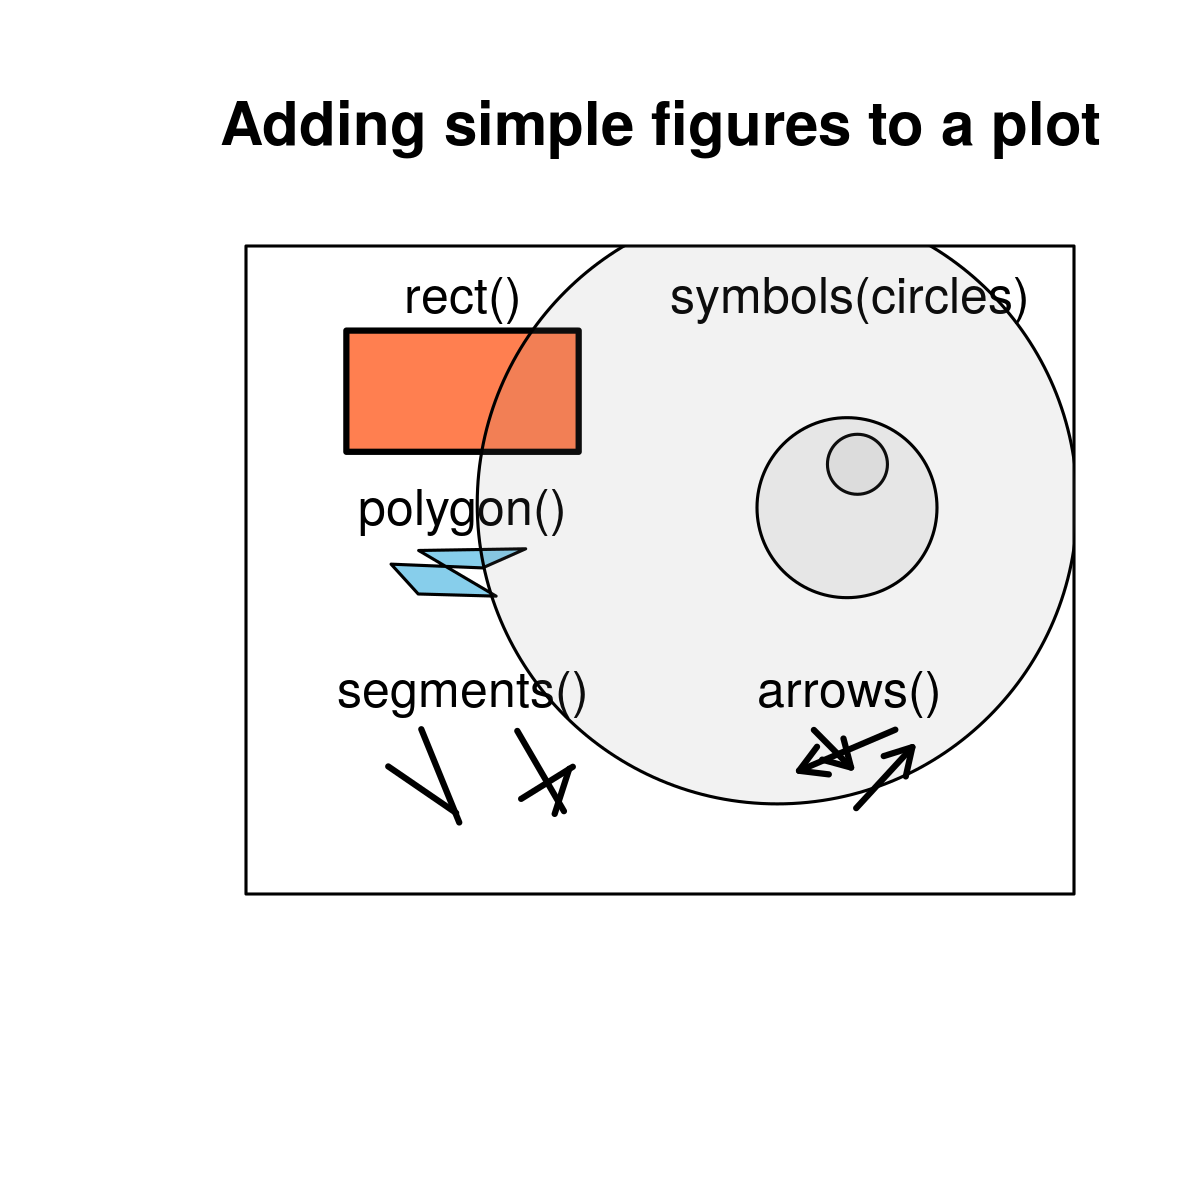 Adding simple figures to a plot
rect()
symbols(circles)
polygon()
segments()
arrows()